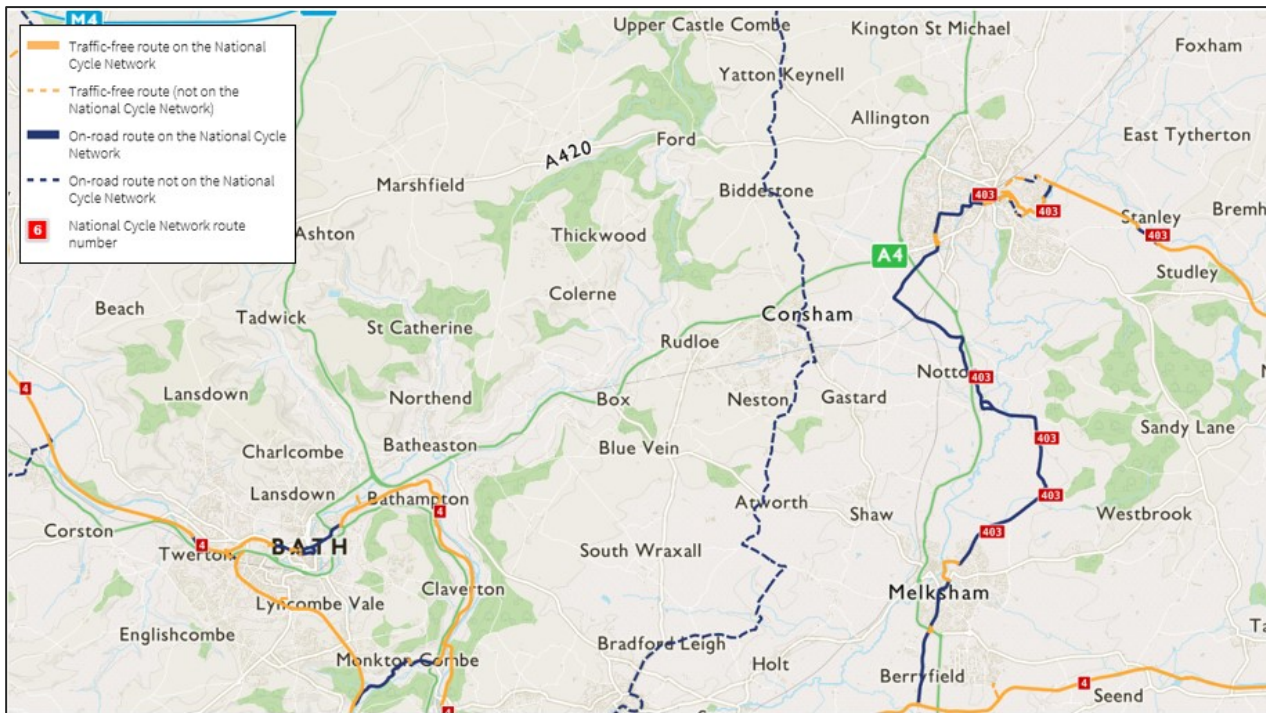 M4
Traffic-free route on the National
Cycle Network
Traffic-free route (not on the
National Cycle Network)
On-road route on the National Cycle
Network
On-road route not on the National
Cycle Network
6
National Cycle Network route
number
Upper Castle Combe
Kington St Michael
Foxham
Yatton Keynell
Allington
East Tytherton
Ford
A420
Marshfield
Biddestone
403
403
Stanley
Bremh
403
Ashton
Thickwood
A4
Studley
Colerne
Beach
Tadwick
St Catherine
Corsham
Rudloe
Notto
403
4
Lansdown
Northend
Box
Neston
Gastard
Sandy Lane
403
Charlcombe
Batheaston
Blue Vein
Lansdown
Bathampton
4
Atworth
403
Shaw
Westbrook
Corston
4
Twerton
BATH
South Wraxall
403
Claverton
Melksham
Lyncombe Vale
Englishcombe
Monkton Combe
Bradford Leigh
Holt
Berryfield
4
Seend
Ta
4